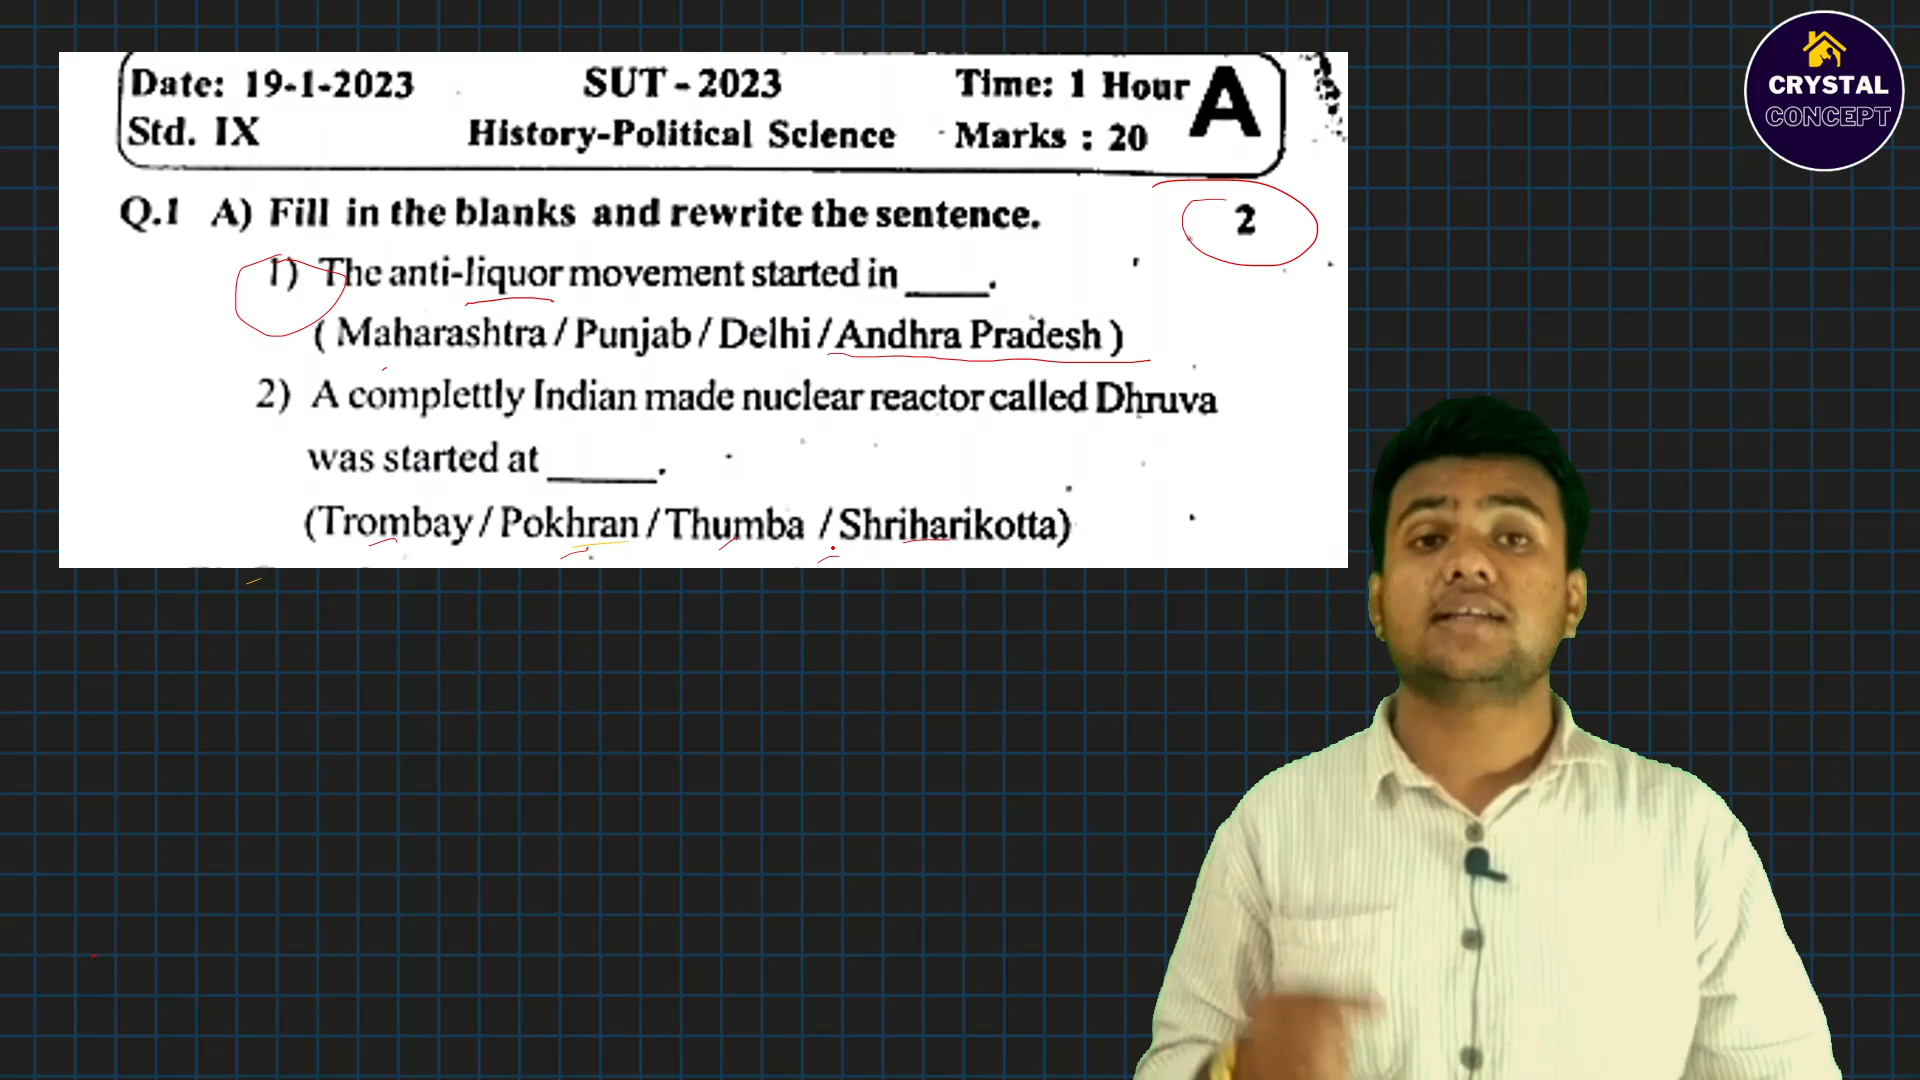 Date: 19-1-2023 SUT - 2023 Time: 1 Hour A
Std. IX History-Political Science Marks : 20
Q.1 A) Fill in the blanks and rewrite the sentence. 2
1) The anti-liquor movement started in _____.
( Maharashtra / Punjab / Delhi / Andhra Pradesh )
2) A complettly Indian made nuclear reactor called Dhruva
was started at ______.
(Trombay / Pokhran / Thumba / Shriharikotta)
CRYSTAL
CONCEPT